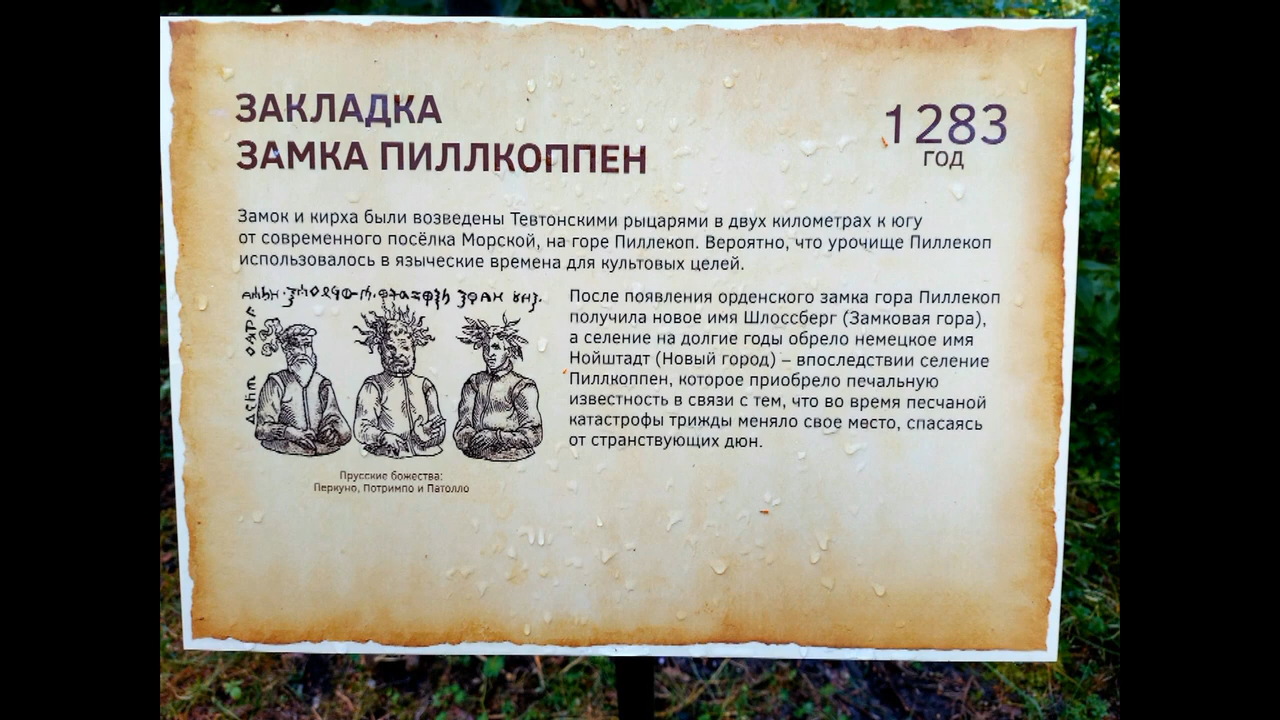 ЗАКЛАДКА
ЗАМКА ПИЛЛКОППЕН
1283
ГОД
Замок и кирха были возведены Тевтонскими рыцарями в двух километрах к югу
от современного посёлка Морской, на горе Пиллекоп. Вероятно, что урочище Пиллекоп
использовалось в языческие времена для культовых целей.
После появления орденского замка гора Пиллекоп
получила новое имя Шлоссберг (Замковая гора),
а селение на долгие годы обрело немецкое имя
Нойштадт (Новый город) – впоследствии селение
Пиллкоппен, которое приобрело печальную
известность в связи с тем, что во время песчаной
катастрофы трижды меняло свое место, спасаясь
от странствующих дюн.
Прусские божества:
Перкуно, Потримпо и Патолло